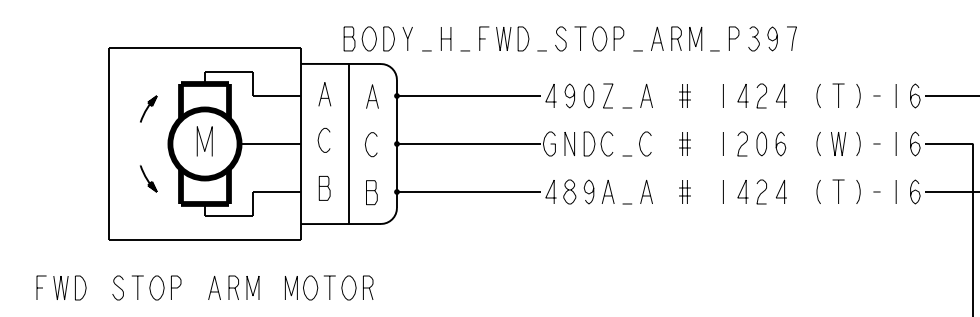 BODY_H_FWD_STOP_ARM_P397
A A 490Z_A # 1424 (T)-16
M C C GNDC_C # 1206 (W)-16
B B 489A_A # 1424 (T)-16
FWD STOP ARM MOTOR